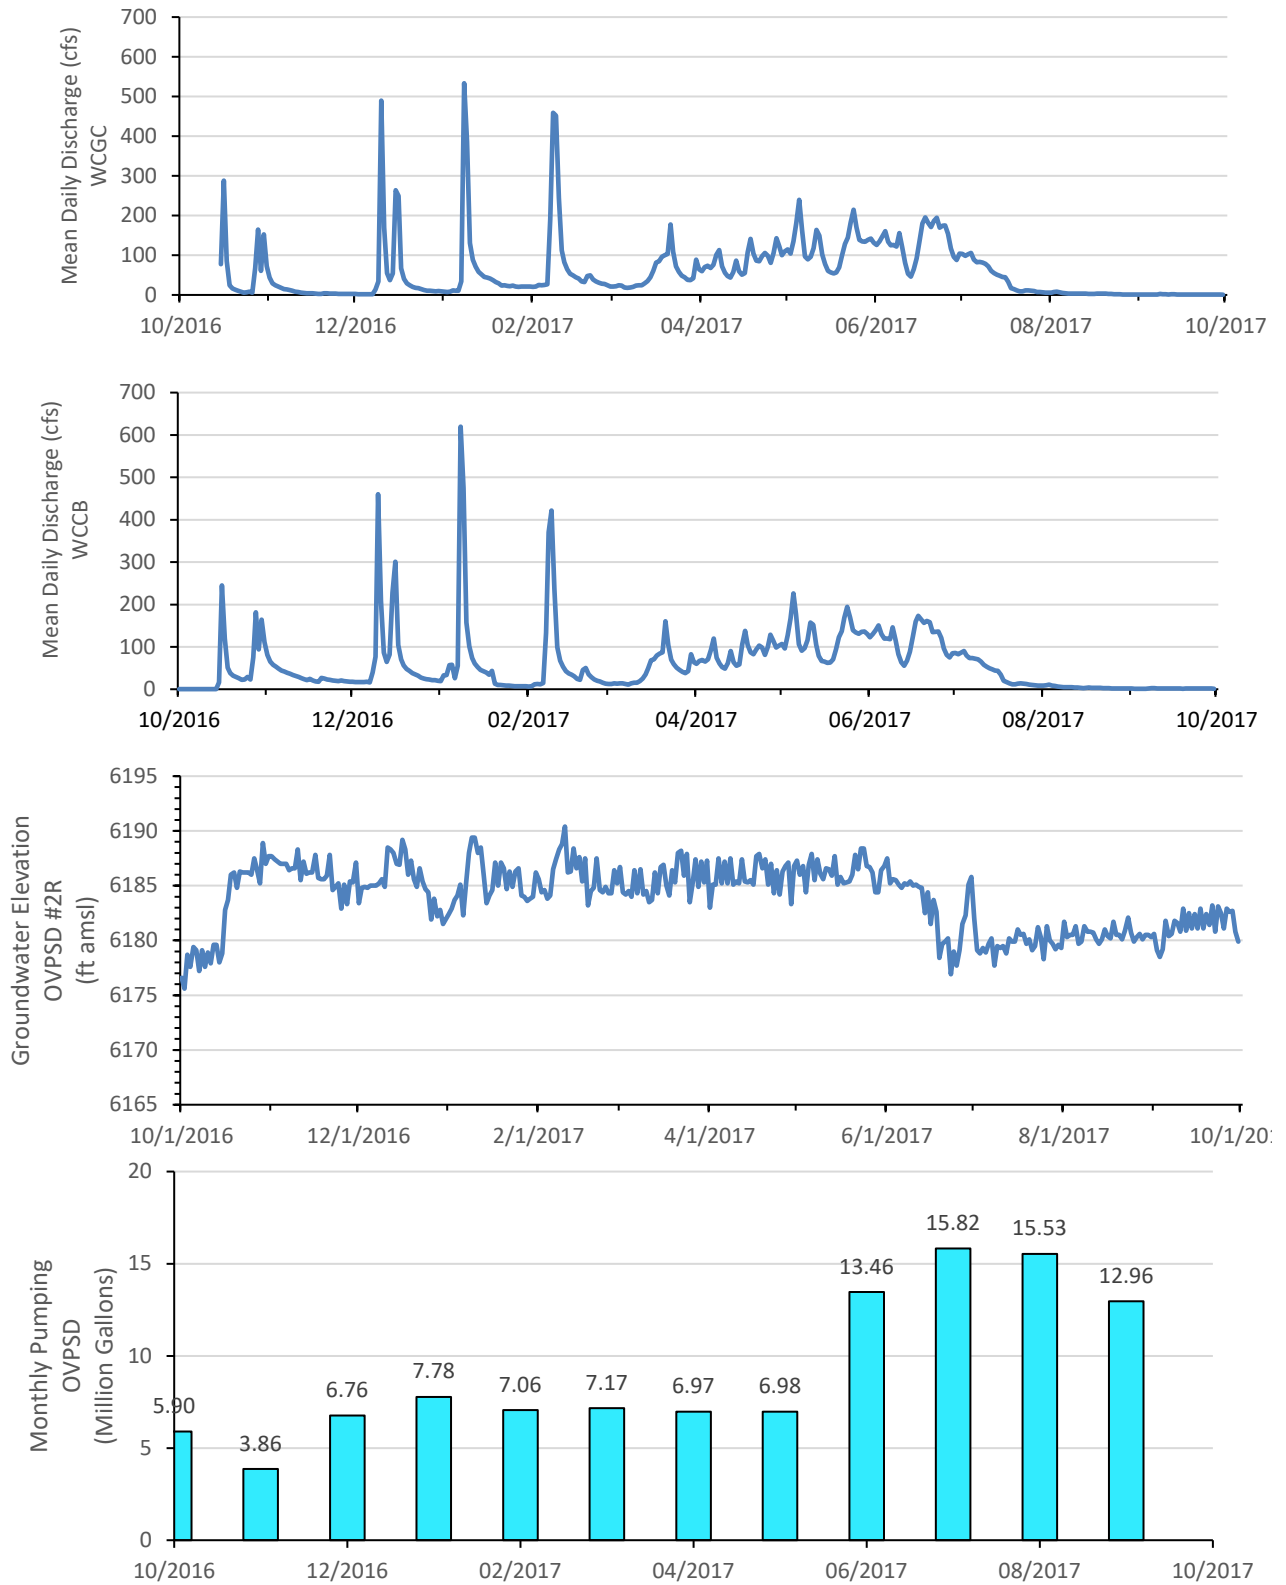 Mean Daily Discharge (cfs)
WCGC
700
600
500
400
300
200
100
0
10/2016 12/2016 02/2017 04/2017 06/2017 08/2017 10/2017
Mean Daily Discharge (cfs)
WCCB
700
600
500
400
300
200
100
0
10/2016 12/2016 02/2017 04/2017 06/2017 08/2017 10/2017
Groundwater Elevation
OVPSD #2R
(ft amsl)
6195
6190
6185
6180
6175
6170
6165
10/1/2016 12/1/2016 2/1/2017 4/1/2017 6/1/2017 8/1/2017 10/1/201
Monthly Pumping
OVPSD
(Million Gallons)
20
15
10
5
0
5.90 3.86 6.76 7.78 7.06 7.17 6.97 6.98 13.46 15.82 15.53 12.96
10/2016 12/2016 02/2017 04/2017 06/2017 08/2017 10/2017